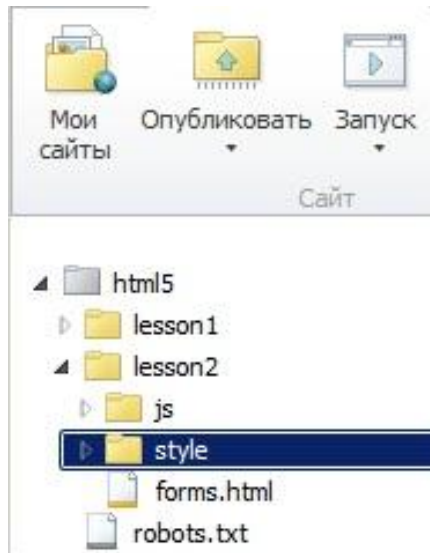 Мои сайты
Опубликовать
Запуск
Сайт
html5
lesson1
lesson2
js
style
forms.html
robots.txt